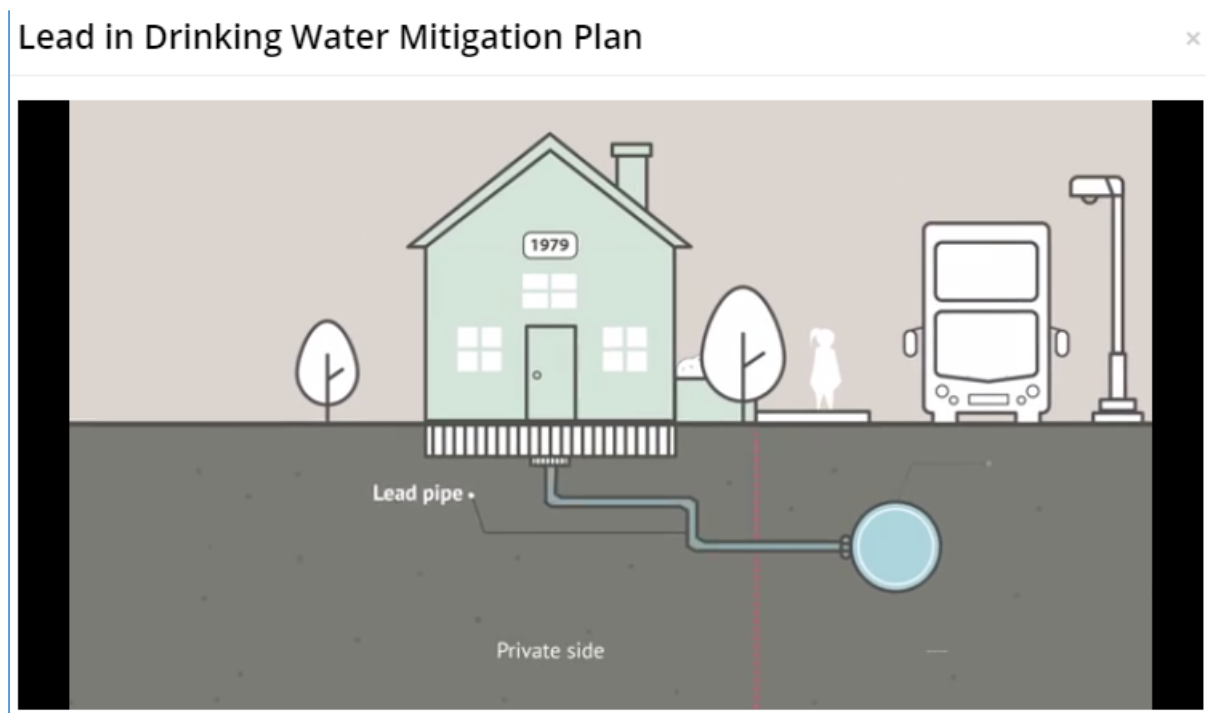 Lead in Drinking Water Mitigation Plan
×
1979
Lead pipe
Private side